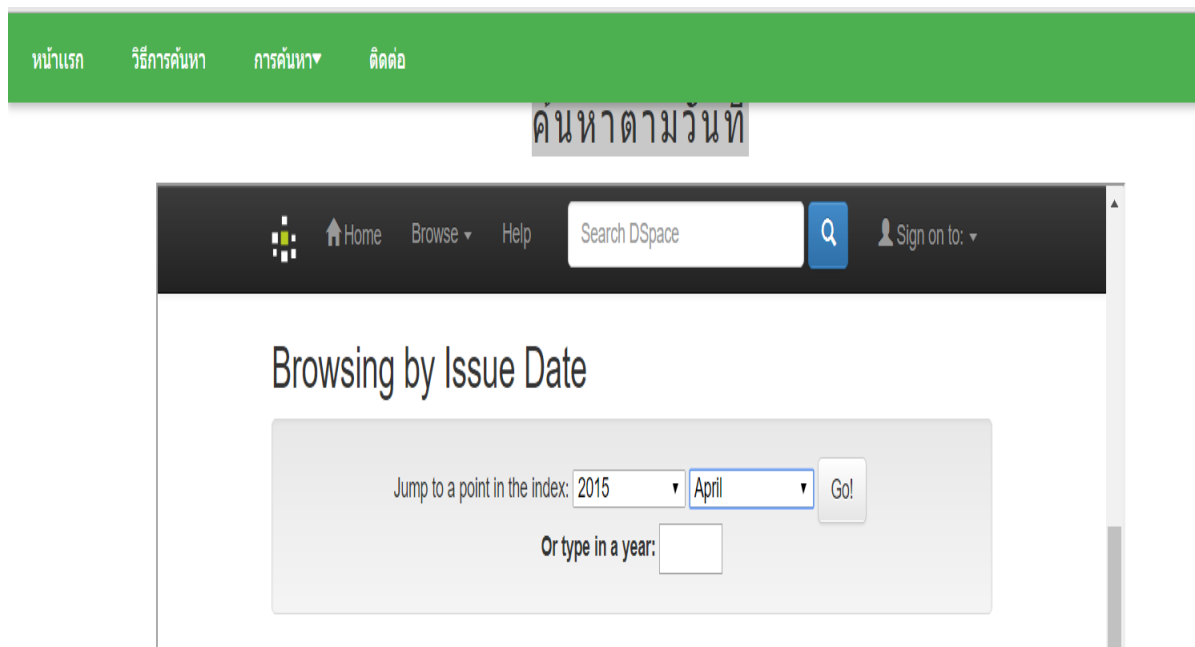 หน้าแรก วิธีการค้นหา การค้นหา▾ ติดต่อ
ค้นหาตามวันที่
Home Browse Help Search DSpace Sign on to:
Browsing by Issue Date
Jump to a point in the index: 2015 April Go!
Or type in a year: